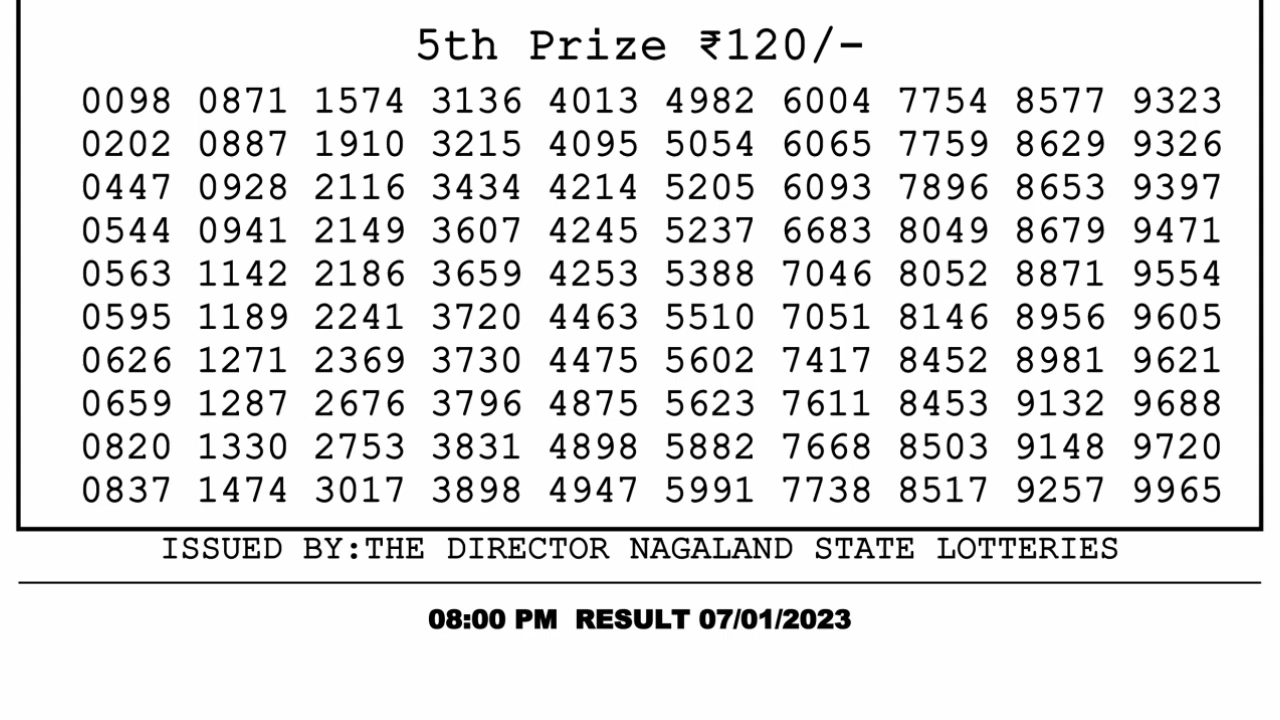 5th Prize ₹120/-
0098 0871 1574 3136 4013 4982 6004 7754 8577 9323
0202 0887 1910 3215 4095 5054 6065 7759 8629 9326
0447 0928 2116 3434 4214 5205 6093 7896 8653 9397
0544 0941 2149 3607 4245 5237 6683 8049 8679 9471
0563 1142 2186 3659 4253 5388 7046 8052 8871 9554
0595 1189 2241 3720 4463 5510 7051 8146 8956 9605
0626 1271 2369 3730 4475 5602 7417 8452 8981 9621
0659 1287 2676 3796 4875 5623 7611 8453 9132 9688
0820 1330 2753 3831 4898 5882 7668 8503 9148 9720
0837 1474 3017 3898 4947 5991 7738 8517 9257 9965
ISSUED BY:THE DIRECTOR NAGALAND STATE LOTTERIES
08:00 PM RESULT 07/01/2023